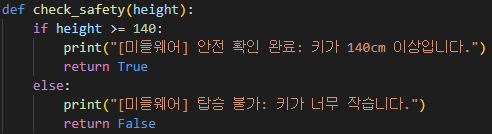 def check_safety(height):
    if height >= 140:
        print("[미들웨어] 안전 확인 완료: 키가 140cm 이상입니다.")
        return True
    else:
        print("[미들웨어] 탑승 불가: 키가 너무 작습니다.")
        return False